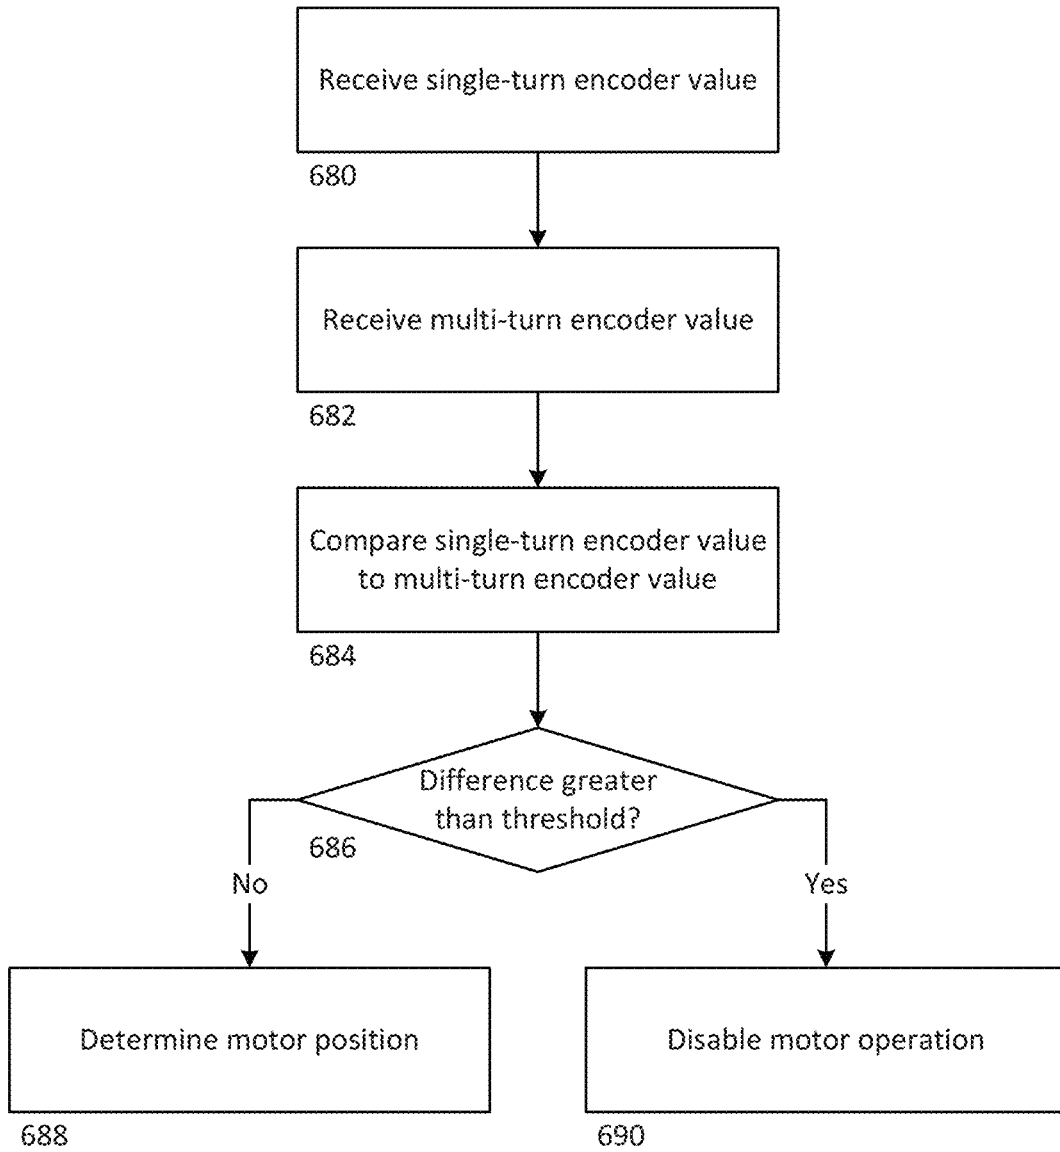 Receive single-turn encoder value
680
Receive multi-turn encoder value
682
Compare single-turn encoder value
to multi-turn encoder value
684
Difference greater
than threshold?
686
No
Yes
Determine motor position
688
Disable motor operation
690